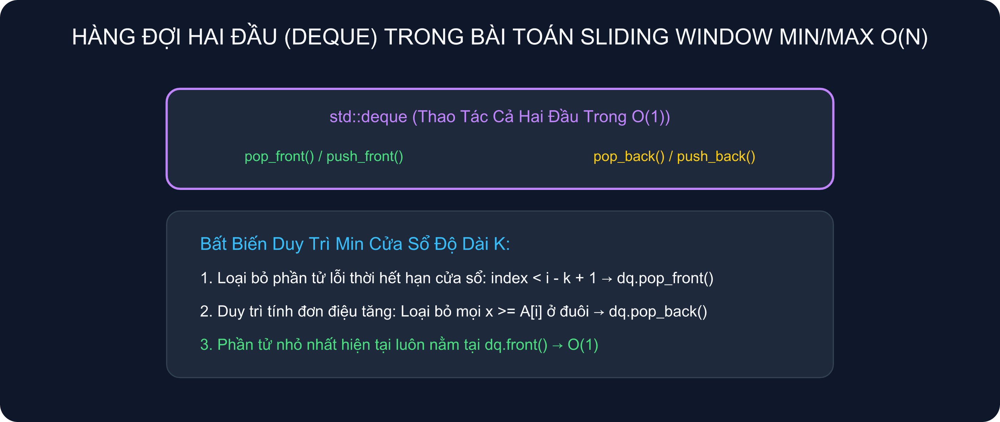 HÀNG ĐỢI HAI ĐẦU (DEQUE) TRONG BÀI TOÁN SLIDING WINDOW MIN/MAX O(N)
std::deque (Thao Tác Cả Hai Đầu Trong O(1))
pop_front() / push_front() pop_back() / push_back()
Bất Biến Duy Trì Min Cửa Sổ Độ Dài K:
1. Loại bỏ phần tử lỗi thời hết hạn cửa sổ: index < i - k + 1 → dq.pop_front()
2. Duy trì tính đơn điệu tăng: Loại bỏ mọi x >= A[i] ở đuôi → dq.pop_back()
3. Phần tử nhỏ nhất hiện tại luôn nằm tại dq.front() → O(1)